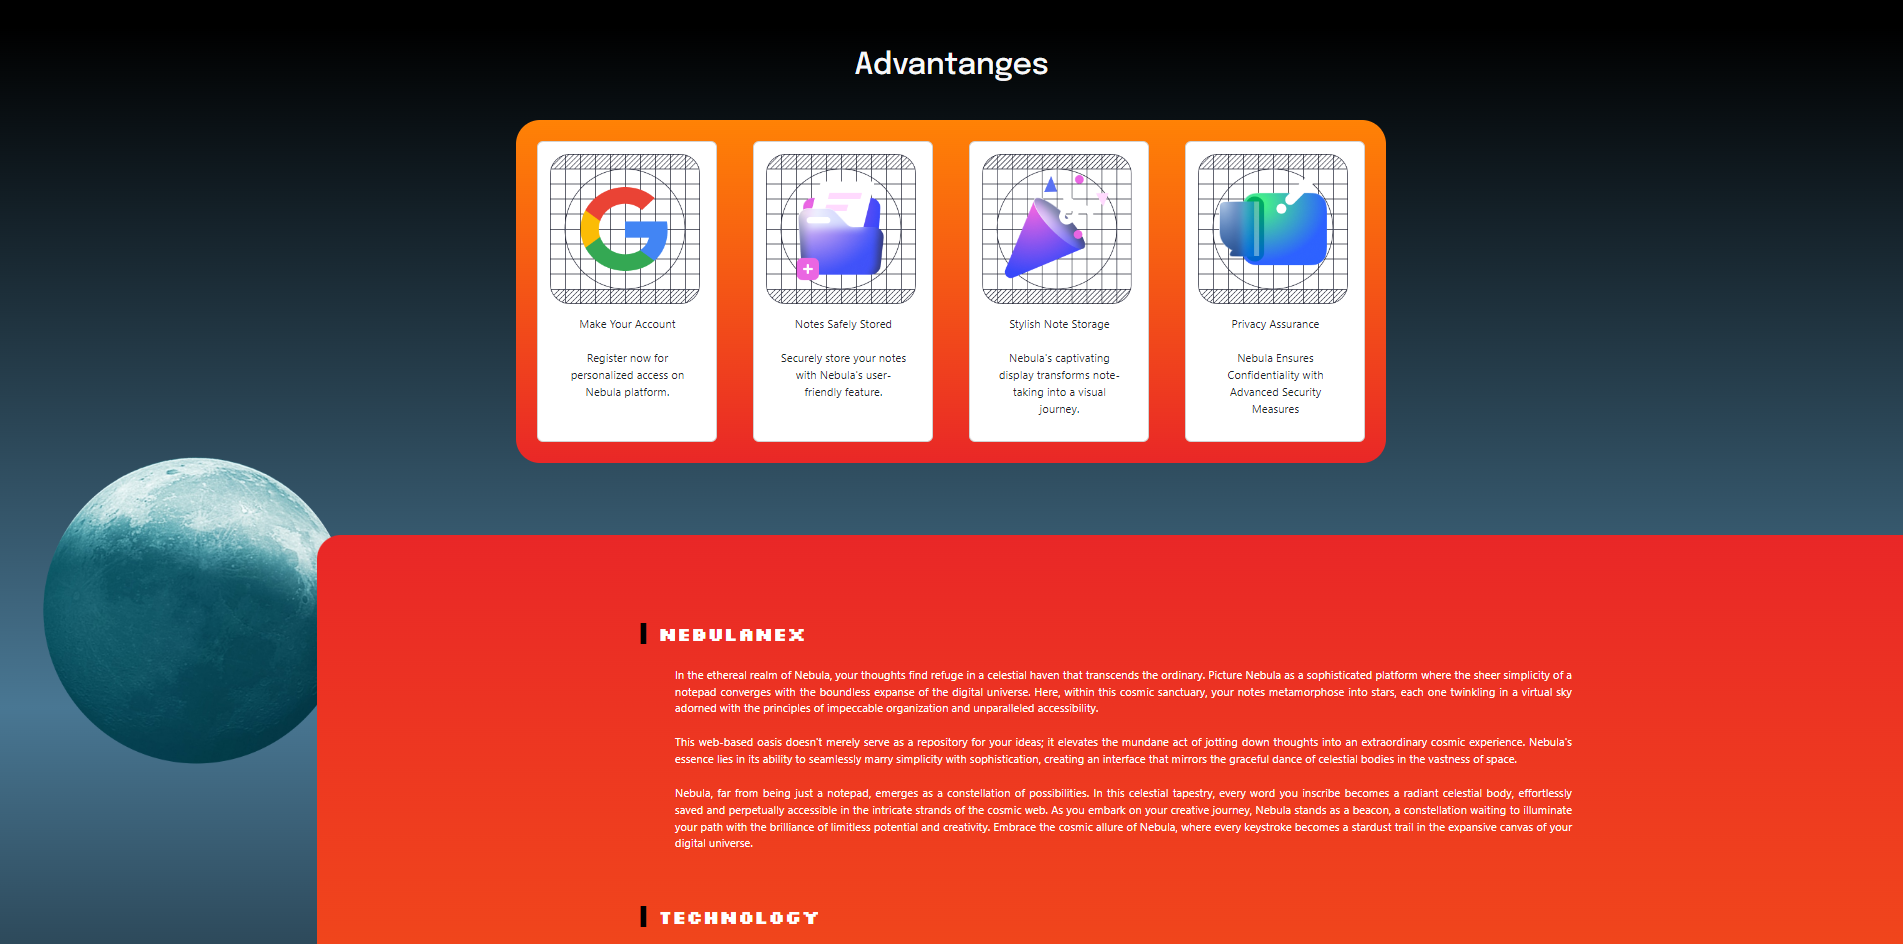 Advantanges
Make Your Account
Register now for
personalized access on
Nebula platform.
Notes Safely Stored
Securely store your notes
with Nebula's user-
friendly feature.
Stylish Note Storage
Nebula's captivating
display transforms note-
taking into a visual
journey.
Privacy Assurance
Nebula Ensures
Confidentiality with
Advanced Security
Measures
NEBULANEX
In the ethereal realm of Nebula, your thoughts find refuge in a celestial haven that transcends the ordinary. Picture Nebula as a sophisticated platform where the sheer simplicity of a
notepad converges with the boundless expanse of the digital universe. Here, within this cosmic sanctuary, your notes metamorphose into stars, each one twinkling in a virtual sky
adorned with the principles of impeccable organization and unparalleled accessibility.
This web-based oasis doesn't merely serve as a repository for your ideas; it elevates the mundane act of jotting down thoughts into an extraordinary cosmic experience. Nebula's
essence lies in its ability to seamlessly marry simplicity with sophistication, creating an interface that mirrors the graceful dance of celestial bodies in the vastness of space.
Nebula, far from being just a notepad, emerges as a constellation of possibilities. In this celestial tapestry, every word you inscribe becomes a radiant celestial body, effortlessly
saved and perpetually accessible in the intricate strands of the cosmic web. As you embark on your creative journey, Nebula stands as a beacon, a constellation waiting to illuminate
your path with the brilliance of limitless potential and creativity. Embrace the cosmic allure of Nebula, where every keystroke becomes a stardust trail in the expansive canvas of your
digital universe.
TECHNOLOGY